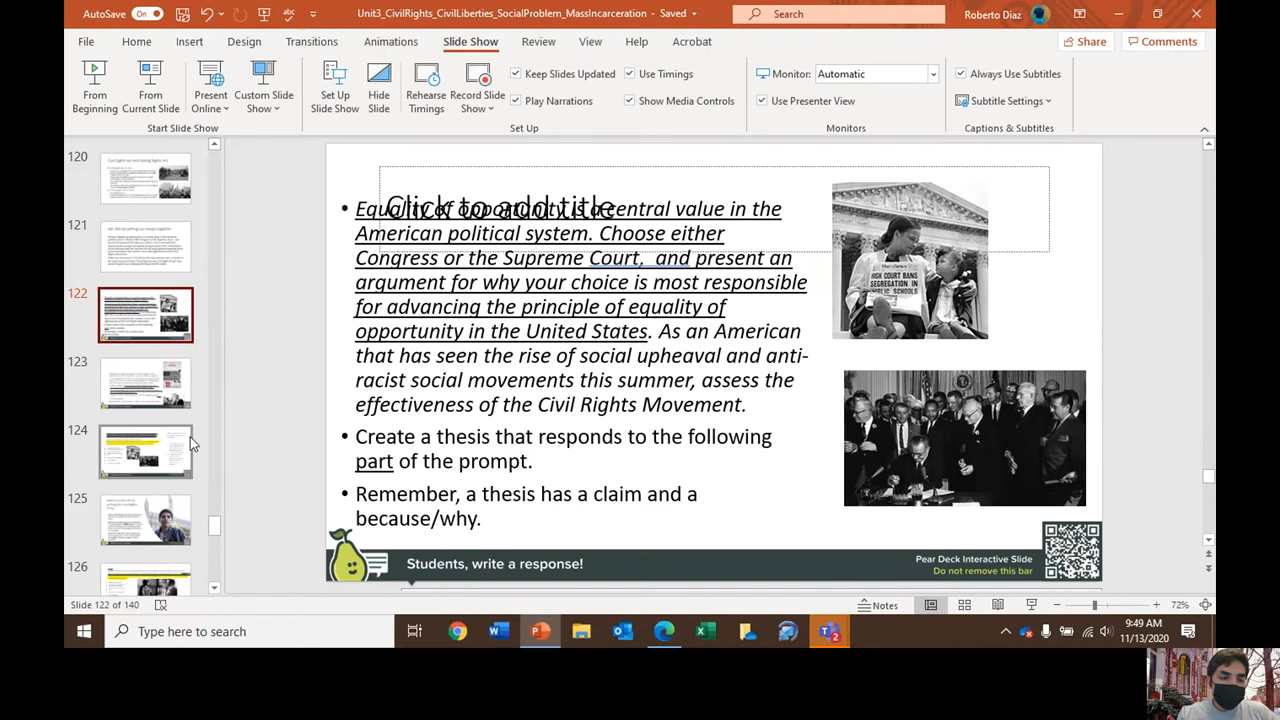 AutoSave On Unit3_CivilRights_CivilLiberties_SocialProblem_MassIncarceration - Saved Search Roberto Diaz
File Home Insert Design Transitions Animations Slide Show Review View Help Acrobat Share Comments
From Beginning
From Current Slide
Present Online
Custom Slide Show
Set Up Slide Show
Hide Slide
Rehearse Timings
Record Slide Show
Keep Slides Updated Use Timings
Play Narrations Show Media Controls
Monitor: Automatic
Use Presenter View
Always Use Subtitles
Subtitle Settings
Start Slide Show Set Up Monitors Captions & Subtitles
120
121
122
123
124
125
126
Click to add title
• Equality of opportunity is a central value in the
American political system. Choose either
Congress or the Supreme Court, and present an
argument for why your choice is most responsible
for advancing the principle of equality of
opportunity in the United States. As an American
that has seen the rise of social upheaval and anti-
racist social movements this summer, assess the
effectiveness of the Civil Rights Movement.
• Create a thesis that responds to the following
part of the prompt.
• Remember, a thesis has a claim and a
because/why.
HIGH COURT BANS
SEGREGATION IN
PUBLIC SCHOOLS
Students, write a response!
Pear Deck Interactive Slide
Do not remove this bar
Slide 122 of 140 Notes 72%
Type here to search
9:49 AM
11/13/2020